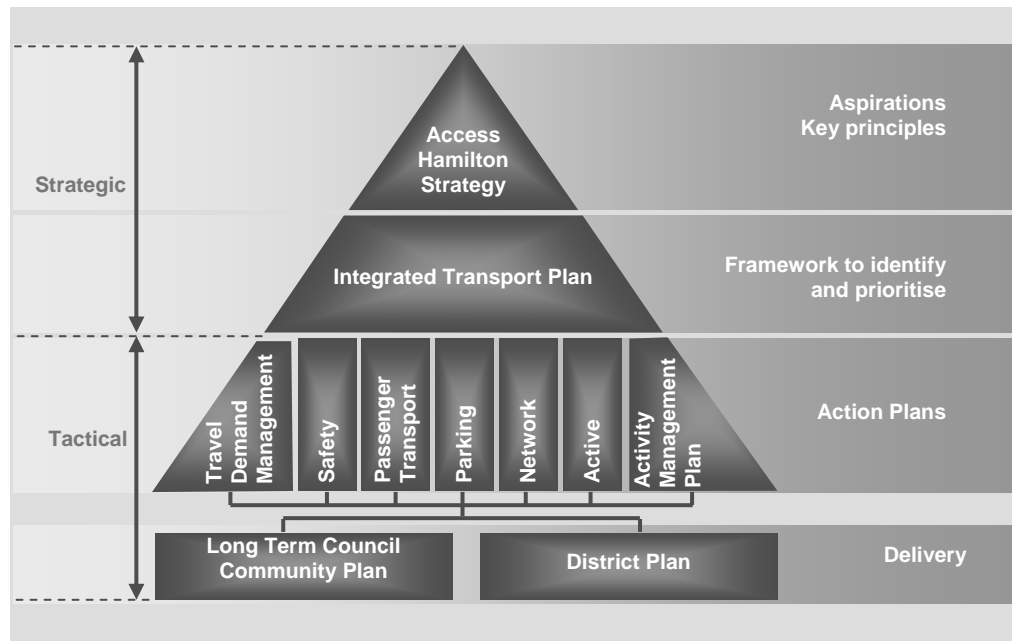 Aspirations
Key principles
Access
Hamilton
Strategy
Strategic
Integrated Transport Plan
Framework to identify
and prioritise
Tactical
Travel
Demand
Management
Safety
Passenger
Transport
Parking
Network
Active
Activity
Management
Plan
Action Plans
Long Term Council
Community Plan
District Plan
Delivery